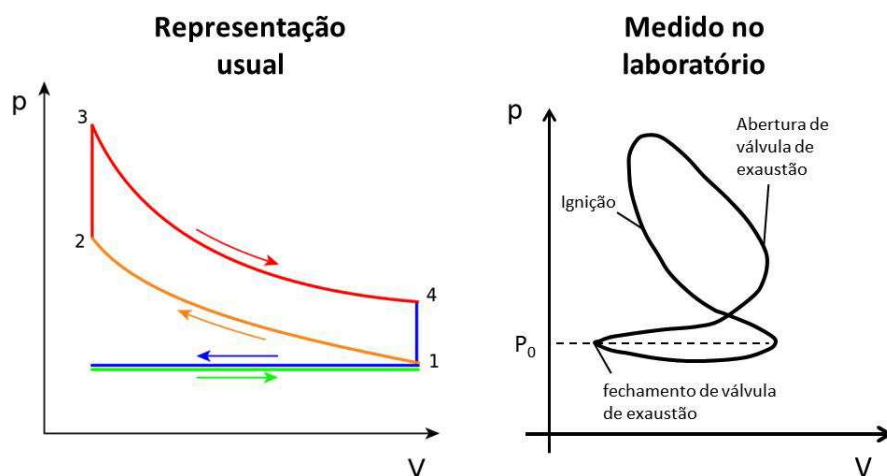 Representação
usual
p
3
2
4
1
V
Medido no
laboratório
p
Abertura de
válvula de
exaustão
Ignição
P0
fechamento de válvula
de exaustão
V